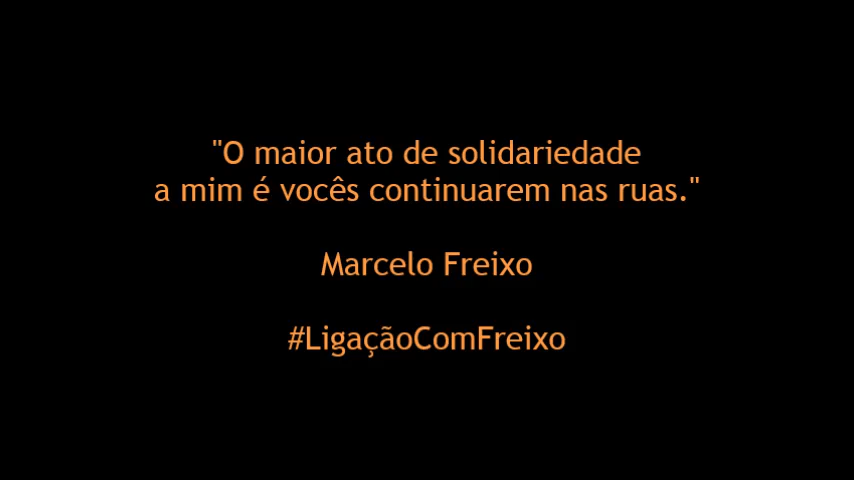 "O maior ato de solidariedade
a mim é vocês continuarem nas ruas."
Marcelo Freixo
#LigaçãoComFreixo